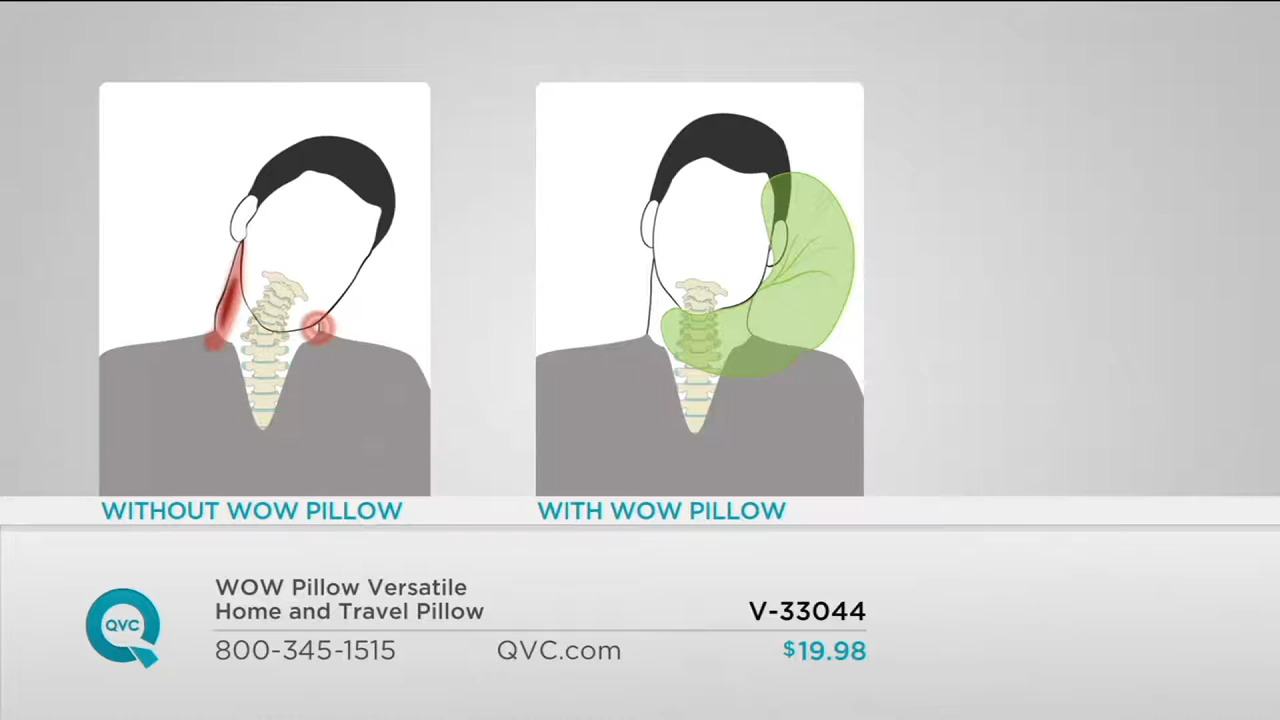 WITHOUT WOW PILLOW
WITH WOW PILLOW
QVC
WOW Pillow Versatile
Home and Travel Pillow
V-33044
800-345-1515
QVC.com
$19.98